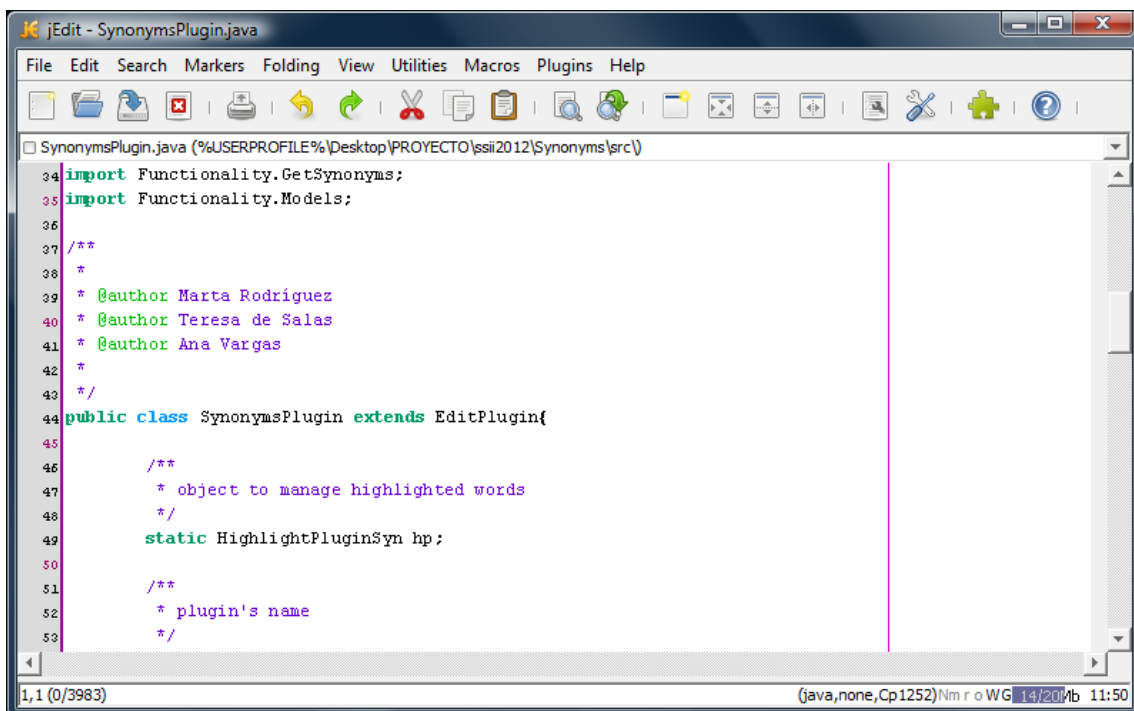 jEdit - SynonymsPlugin.java
File Edit Search Markers Folding View Utilities Macros Plugins Help
SynonymsPlugin.java (%USERPROFILE%\Desktop\PROYECTO\ssii2012\Synonyms\src\)
34 import Functionality.GetSynonyms;
35 import Functionality.Models;
36
37 /**
38 *
39 * @author Marta Rodríguez
40 * @author Teresa de Salas
41 * @author Ana Vargas
42 *
43 */
44 public class SynonymsPlugin extends EditPlugin{
45
46 /**
47 * object to manage highlighted words
48 */
49 static HighlightPluginSyn hp;
50
51 /**
52 * plugin's name
53 */
1,1 (0/3983) (java,none,Cp1252)Nm r o WG 14/20Mb 11:50